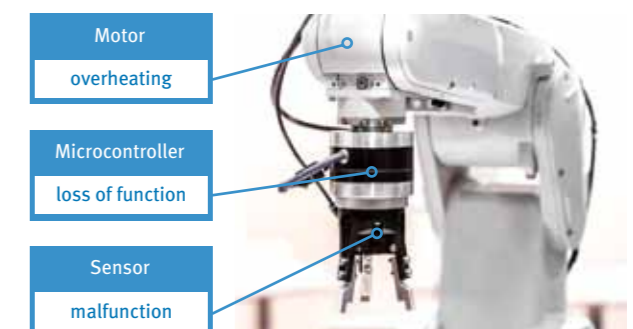 Motor
overheating
Microcontroller
loss of function
Sensor
malfunction